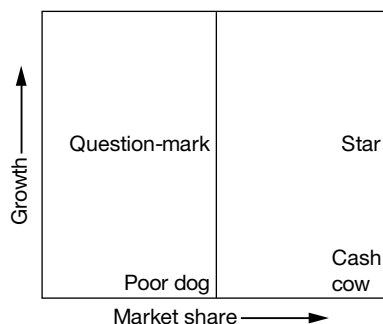 Growth
Question-mark
Star
Poor dog
Cash
cow
Market share